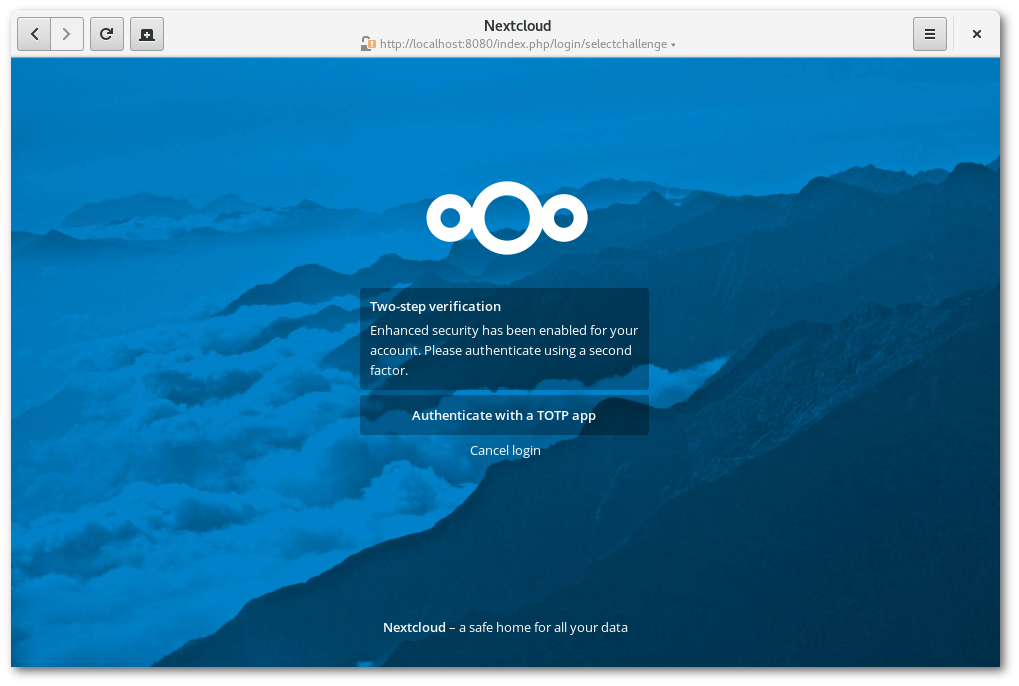 Nextcloud
http://localhost:8080/index.php/login/selectchallenge
Two-step verification
Enhanced security has been enabled for your
account. Please authenticate using a second
factor.
Authenticate with a TOTP app
Cancel login
Nextcloud – a safe home for all your data